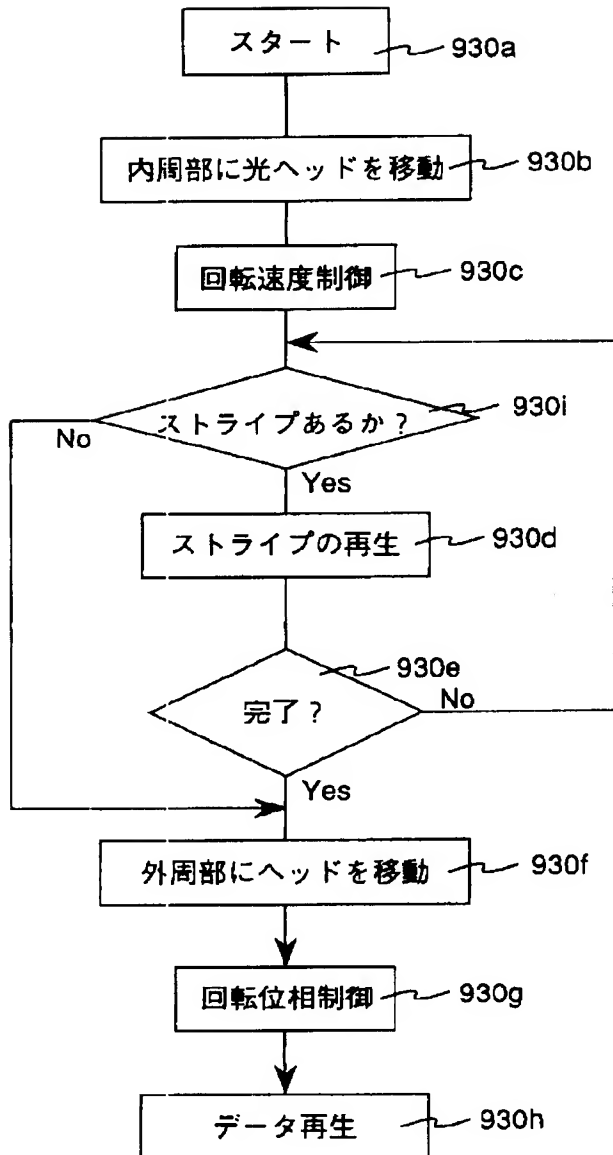 スタート 930a
内周部に光ヘッドを移動 930b
回転速度制御 930c
ストライプあるか? 930i
No
Yes
ストライプの再生 930d
930e
完了?
No
Yes
外周部にヘッドを移動 930f
回転位相制御 930g
データ再生 930h